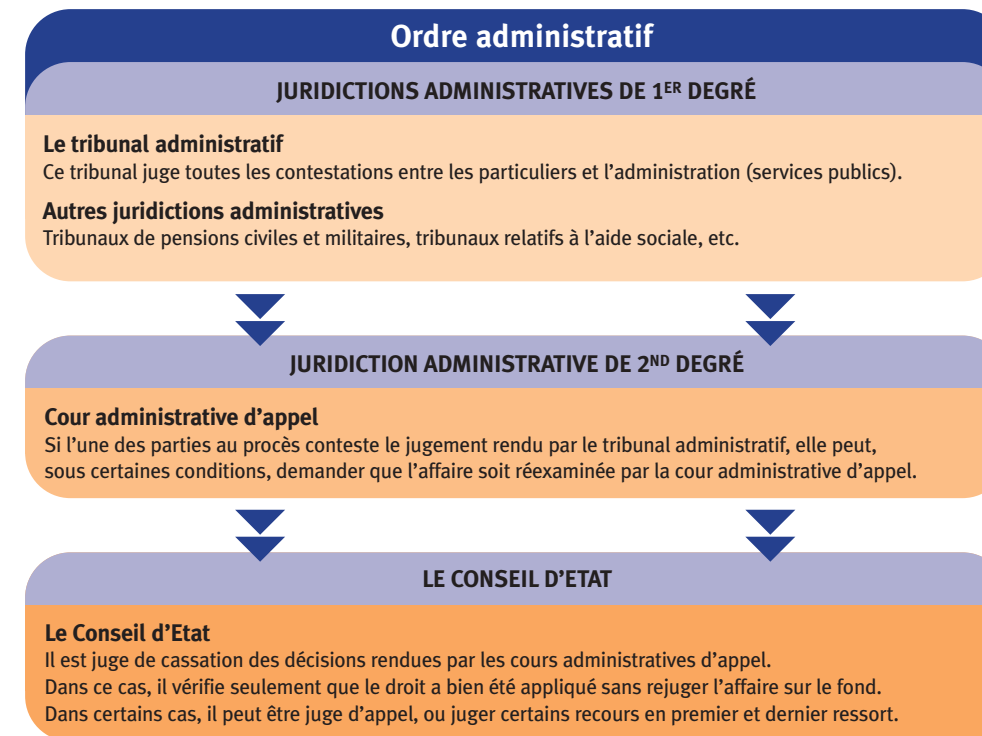 Ordre administratif
JURIDICTIONS ADMINISTRATIVES DE 1ER DEGRÉ
Le tribunal administratif
Ce tribunal juge toutes les contestations entre les particuliers et l’administration (services publics).
Autres juridictions administratives
Tribunaux de pensions civiles et militaires, tribunaux relatifs à l’aide sociale, etc.
JURIDICTION ADMINISTRATIVE DE 2ND DEGRÉ
Cour administrative d’appel
Si l’une des parties au procès conteste le jugement rendu par le tribunal administratif, elle peut,
sous certaines conditions, demander que l’affaire soit réexaminée par la cour administrative d’appel.
LE CONSEIL D’ETAT
Le Conseil d’Etat
Il est juge de cassation des décisions rendues par les cours administratives d’appel.
Dans ce cas, il vérifie seulement que le droit a bien été appliqué sans rejuger l’affaire sur le fond.
Dans certains cas, il peut être juge d’appel, ou juger certains recours en premier et dernier ressort.